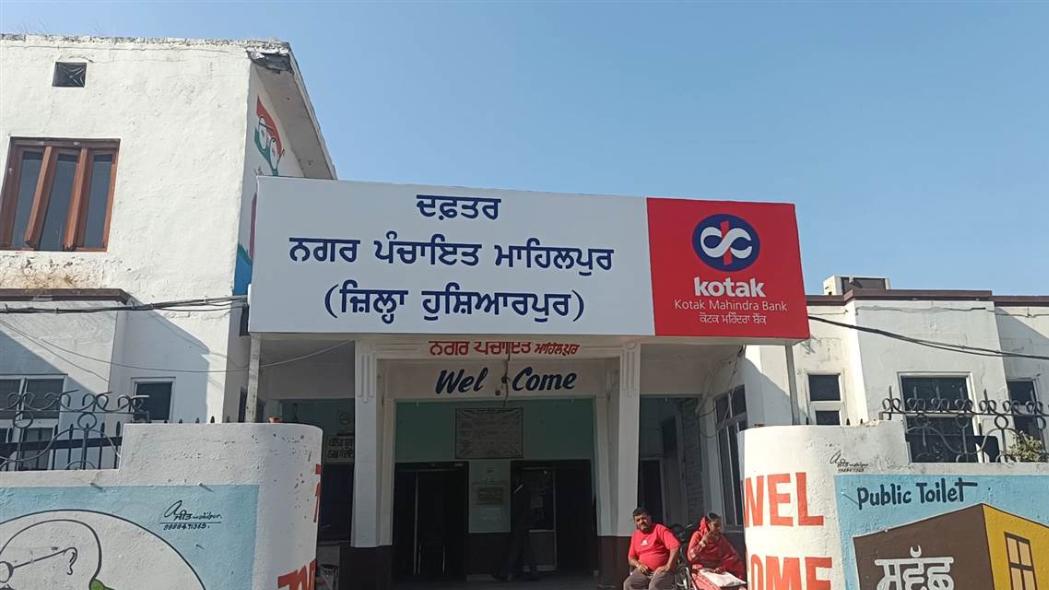 ਦਫ਼ਤਰ
ਨਗਰ ਪੰਚਾਇਤ ਮਾਹਿਲਪੁਰ
(ਜ਼ਿਲ੍ਹਾ ਹੁਸ਼ਿਆਰਪੁਰ)
kotak
Kotak Mahindra Bank
ਕੋਟਕ ਮਹਿੰਦਰਾ ਬੈਂਕ
ਨਗਰ ਪੰਚਾਇਤ ਮਾਹਿਲਪੁਰ
Wel Come
WEL
COME
Public Toilet
ਸਵੱਛ